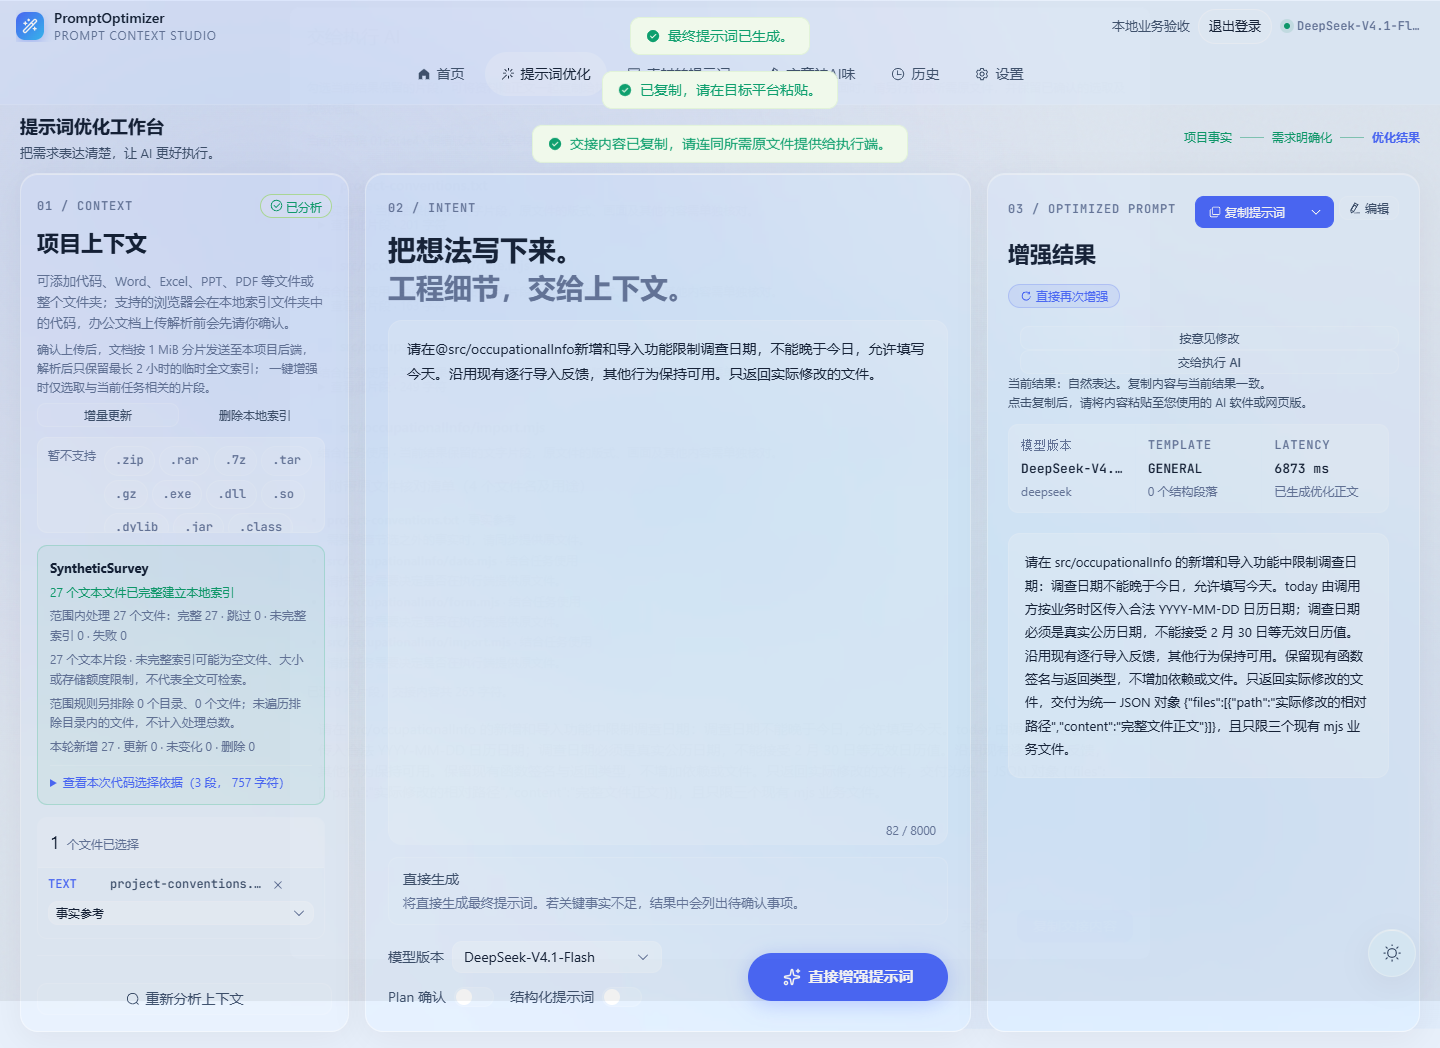 PromptOptimizer
PROMPT CONTEXT STUDIO
最终提示词已生成。
本地业务验收
退出登录
DeepSeek-V4.1-Fl…
首页
提示词优化
历史
设置
已复制，请在目标平台粘贴。
交接内容已复制，请连同所需原文件提供给执行端。
提示词优化工作台
把需求表达清楚，让 AI 更好执行。
项目事实
需求明确化
优化结果
01 / CONTEXT
已分析
项目上下文
可添加代码、Word、Excel、PPT、PDF 等文件或
整个文件夹；支持的浏览器会在本地索引文件夹中
的代码，办公文档上传解析前会先请你确认。
确认上传后，文档按 1 MiB 分片发送至本项目后端，
解析后只保留最长 2 小时的临时全文索引； 一键增强
时仅选取与当前任务相关的片段。
增量更新
删除本地索引
暂不支持
.zip
.rar
.7z
.tar
.gz
.exe
.dll
.so
.dylib
.jar
.class
SyntheticSurvey
27 个文本文件已完整建立本地索引
范围内处理 27 个文件：完整 27 · 跳过 0 · 未完整
索引 0 · 失败 0
27 个文本片段 · 未完整索引可能为空文件、大小
或存储额度限制，不代表全文可检索。
范围规则另排除 0 个目录、0 个文件；未遍历排
除目录内的文件，不计入处理总数。
本轮新增 27 · 更新 0 · 未变化 0 · 删除 0
查看本次代码选择依据（3 段， 757 字符）
1 个文件已选择
TEXT
project-conventions.…
事实参考
重新分析上下文
02 / INTENT
把想法写下来。
工程细节，交给上下文。
请在@src/occupationalInfo新增和导入功能限制调查日期，不能晚于今日，允许填写
今天。沿用现有逐行导入反馈，其他行为保持可用。只返回实际修改的文件。
82 / 8000
直接生成
将直接生成最终提示词。若关键事实不足，结果中会列出待确认事项。
模型版本
DeepSeek-V4.1-Flash
Plan 确认
结构化提示词
直接增强提示词
03 / OPTIMIZED PROMPT
复制提示词
编辑
增强结果
直接再次增强
按意见修改
交给执行 AI
当前结果：自然表达。复制内容与当前结果一致。
点击复制后，请将内容粘贴至您使用的 AI 软件或网页版。
模型版本
TEMPLATE
LATENCY
DeepSeek-V4.…
GENERAL
6873 ms
deepseek
0 个结构段落
已生成优化正文
请在 src/occupationalInfo 的新增和导入功能中限制调查日
期：调查日期不能晚于今日，允许填写今天。today 由调用
方按业务时区传入合法 YYYY-MM-DD 日历日期；调查日期
必须是真实公历日期，不能接受 2 月 30 日等无效日历值。
沿用现有逐行导入反馈，其他行为保持可用。保留现有函数
签名与返回类型，不增加依赖或文件。只返回实际修改的文
件，交付为统一 JSON 对象 {"files":[{"path":"实际修改的相对
路径","content":"完整文件正文"}]}，且只限三个现有 mjs 业
务文件。